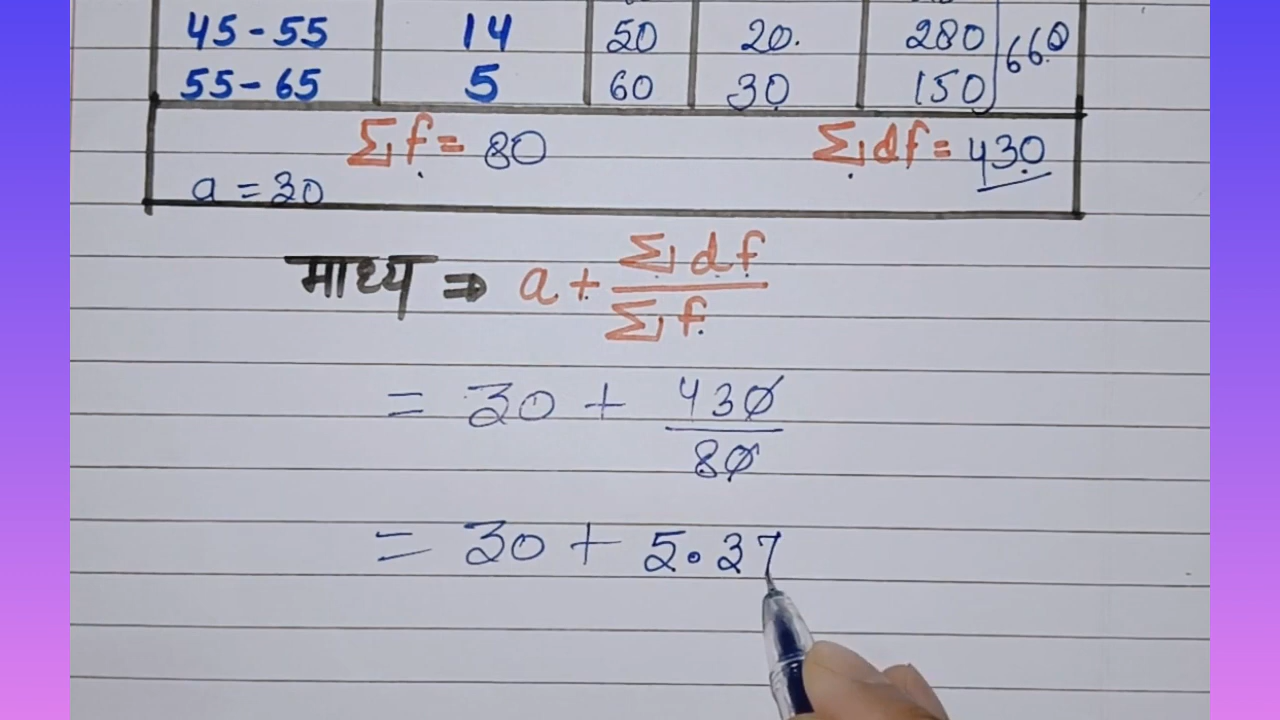 45-55 14 50 20. 280 660
55-65 5 60 30 150
Σf = 80 Σdf = 430
a = 30
माध्य ⇒ a + Σdf / Σf
= 30 + 430 / 80
= 30 + 5.37